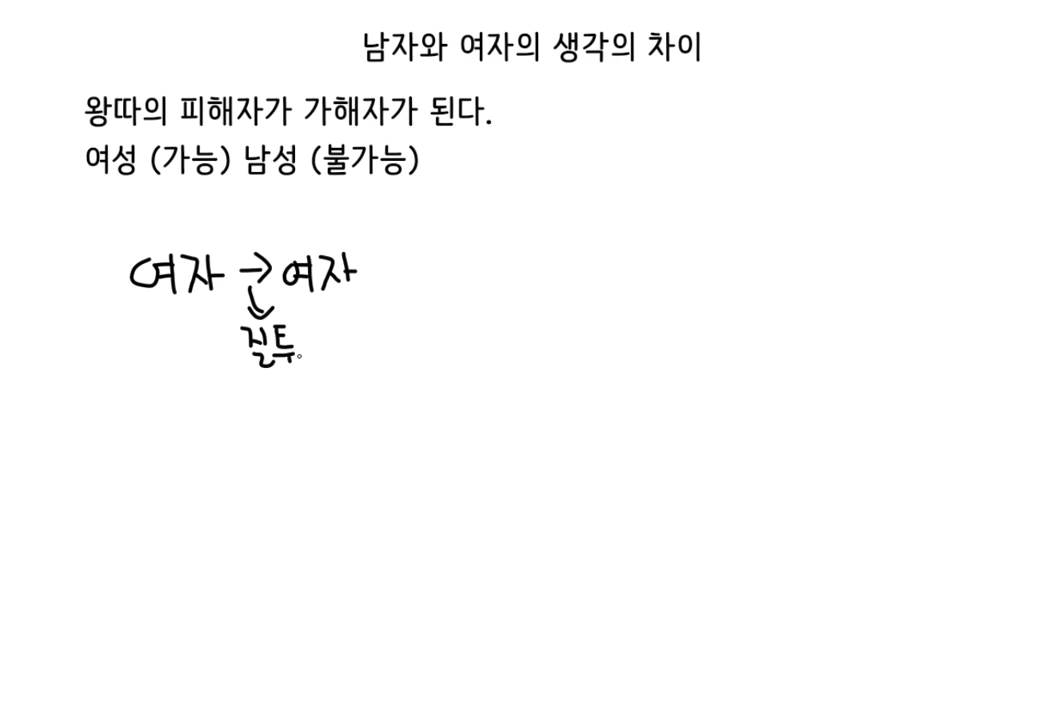 남자와 여자의 생각의 차이
왕따의 피해자가 가해자가 된다.
여성 (가능) 남성 (불가능)
여자 → 여자
질투